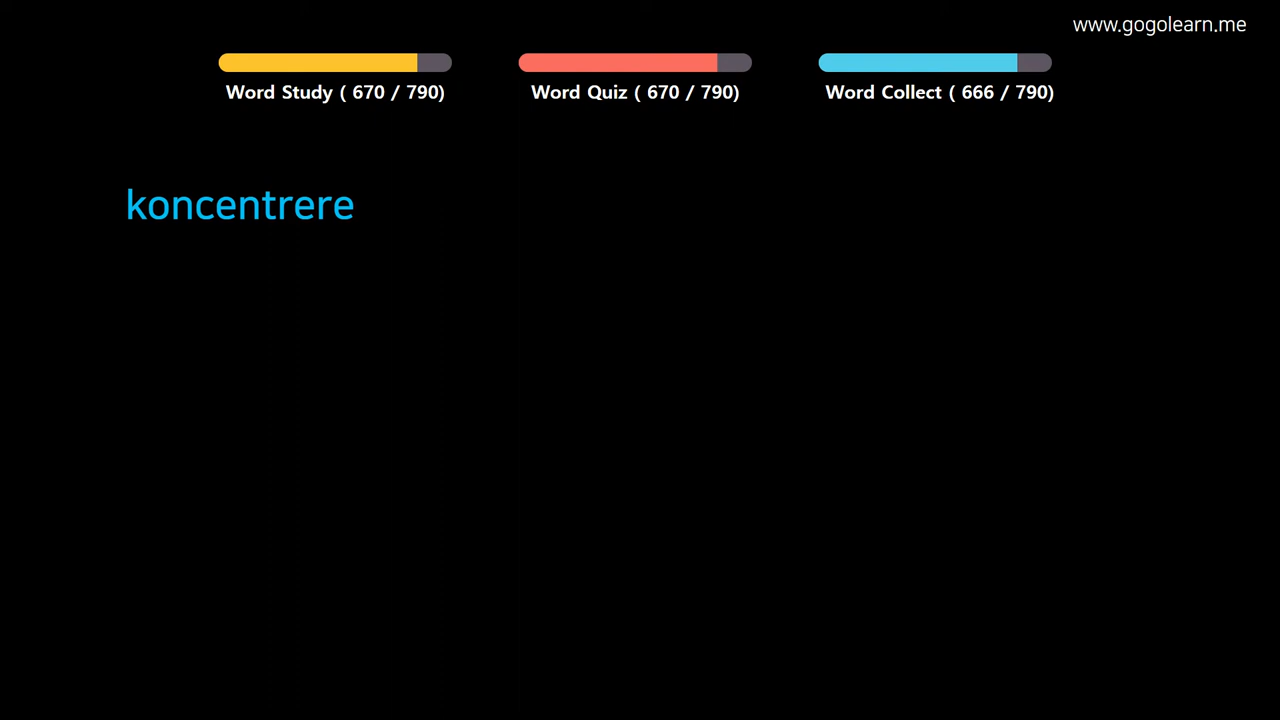 www.gogolearn.me
Word Study ( 670 / 790)
Word Quiz ( 670 / 790)
Word Collect ( 666 / 790)
koncentrere